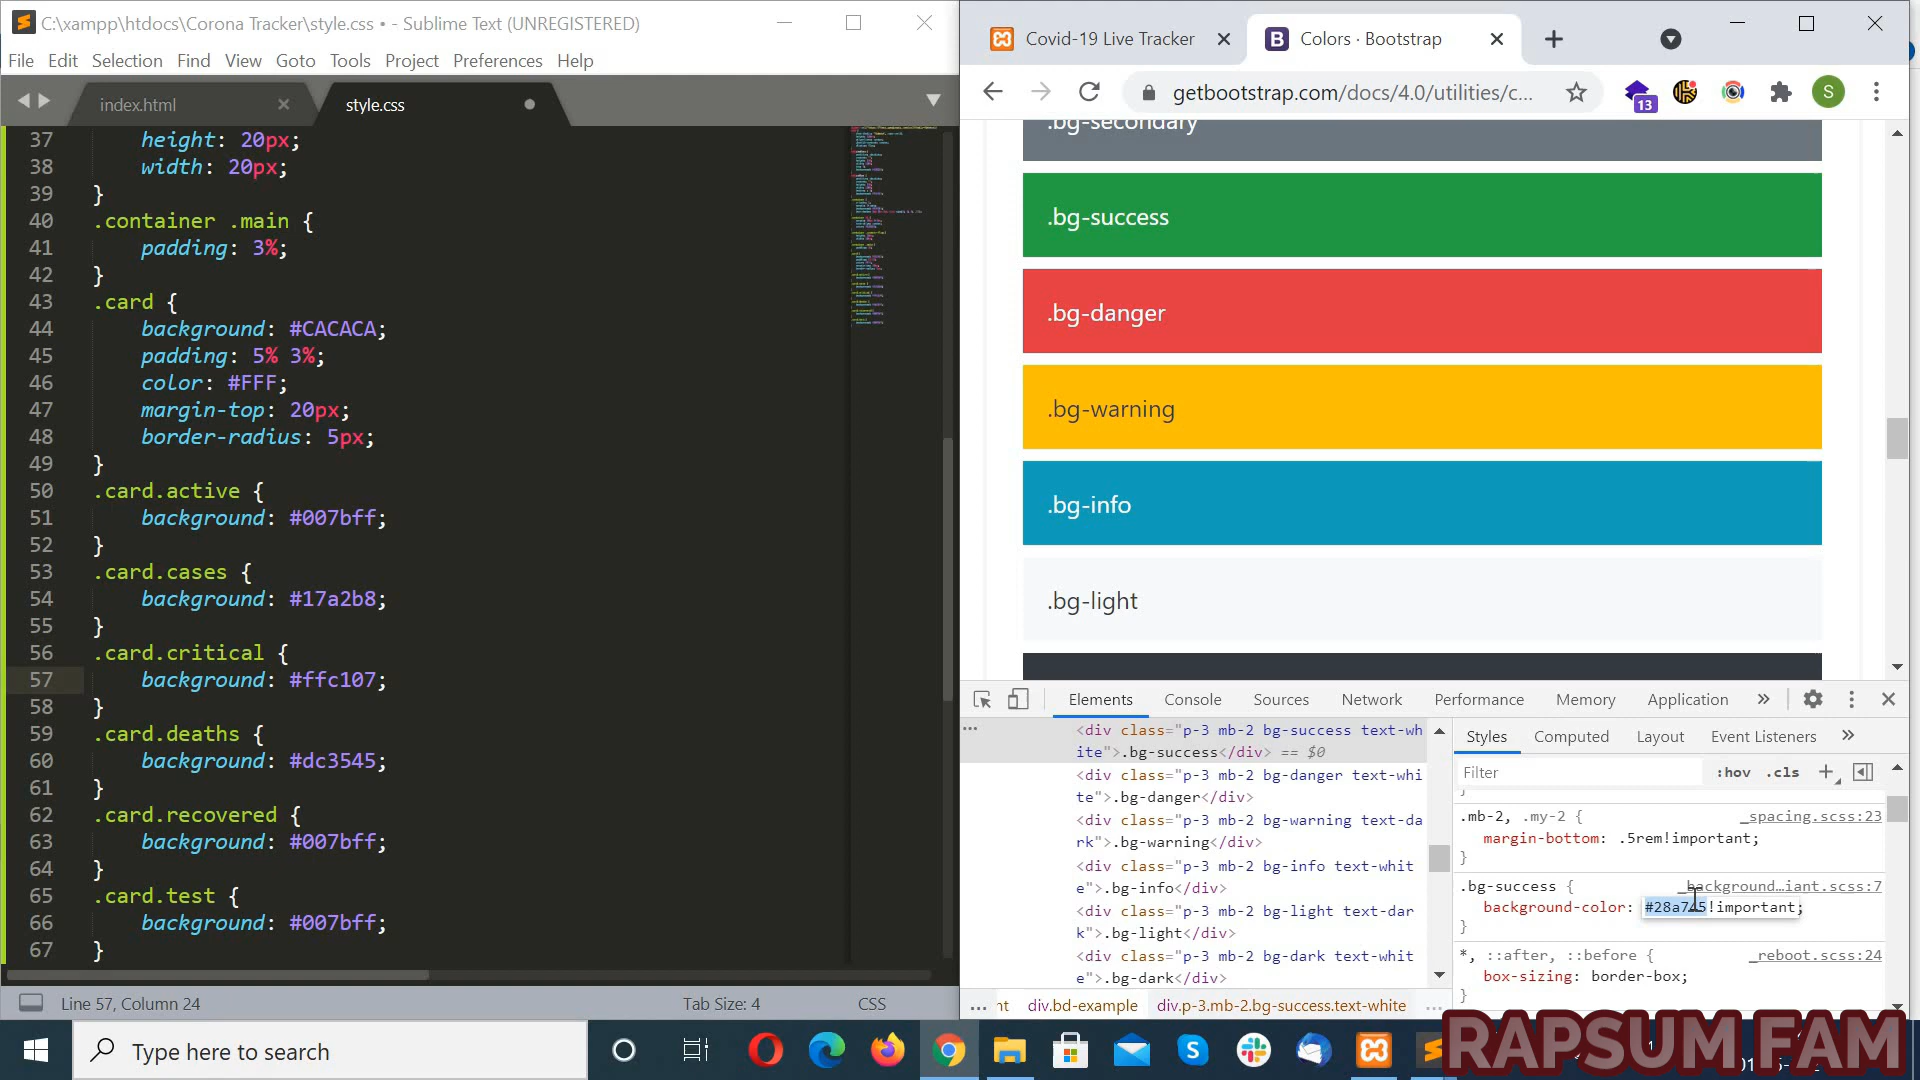 C:\xampp\htdocs\Corona Tracker\style.css • - Sublime Text (UNREGISTERED)
File Edit Selection Find View Goto Tools Project Preferences Help
index.html
style.css
37 height: 20px;
38 width: 20px;
39 }
40 .container .main {
41 padding: 3%;
42 }
43 .card {
44 background: #CACACA;
45 padding: 5% 3%;
46 color: #FFF;
47 margin-top: 20px;
48 border-radius: 5px;
49 }
50 .card.active {
51 background: #007bff;
52 }
53 .card.cases {
54 background: #17a2b8;
55 }
56 .card.critical {
57 background: #ffc107;
58 }
59 .card.deaths {
60 background: #dc3545;
61 }
62 .card.recovered {
63 background: #007bff;
64 }
65 .card.test {
66 background: #007bff;
67 }
Line 57, Column 24
Tab Size: 4
CSS
Covid-19 Live Tracker
B Colors · Bootstrap
getbootstrap.com/docs/4.0/utilities/c...
13
S
.bg-secondary
.bg-success
.bg-danger
.bg-warning
.bg-info
.bg-light
Elements Console Sources Network Performance Memory Application »
<div class="p-3 mb-2 bg-success text-wh
ite">.bg-success</div> == $0
<div class="p-3 mb-2 bg-danger text-whi
te">.bg-danger</div>
<div class="p-3 mb-2 bg-warning text-da
rk">.bg-warning</div>
<div class="p-3 mb-2 bg-info text-whit
e">.bg-info</div>
<div class="p-3 mb-2 bg-light text-dar
k">.bg-light</div>
<div class="p-3 mb-2 bg-dark text-whit
e">.bg-dark</div>
... nt div.bd-example div.p-3.mb-2.bg-success.text-white ...
Styles Computed Layout Event Listeners »
Filter
:hov .cls +
}
.mb-2, .my-2 { _spacing.scss:23
margin-bottom: .5rem!important;
}
.bg-success { _background…iant.scss:7
background-color: #28a745!important;
}
*, ::after, ::before { _reboot.scss:24
box-sizing: border-box;
}
Type here to search
RAPSUM FAM